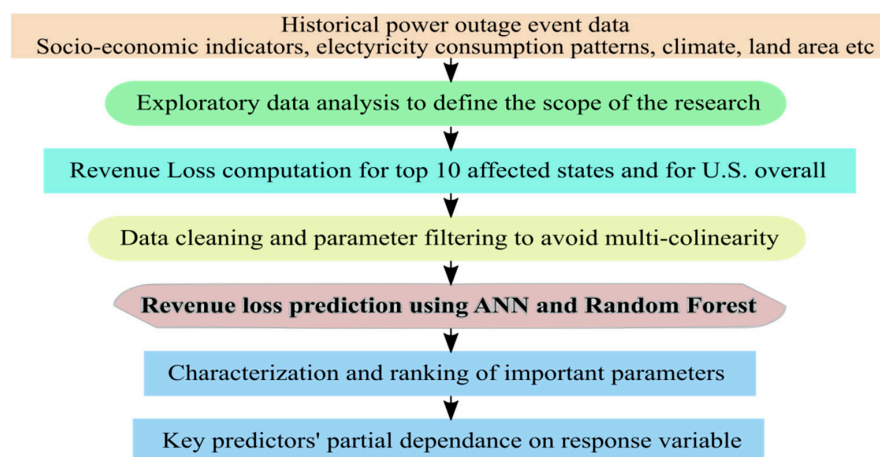 Historical power outage event data
Socio-economic indicators, electyricity consumption patterns, climate, land area etc
Exploratory data analysis to define the scope of the research
Revenue Loss computation for top 10 affected states and for U.S. overall
Data cleaning and parameter filtering to avoid multi-colinearity
Revenue loss prediction using ANN and Random Forest
Characterization and ranking of important parameters
Key predictors' partial dependance on response variable